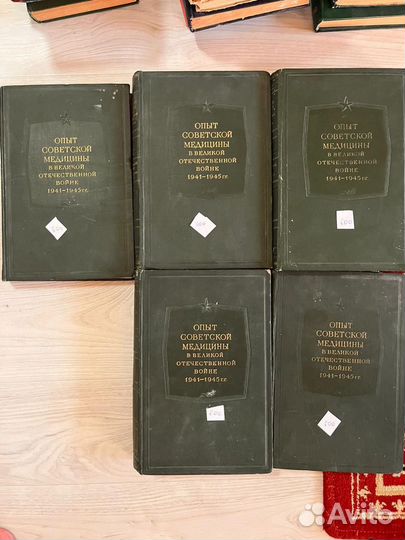 ОПЫТ
СОВЕТСКОЙ
МЕДИЦИНЫ
В ВЕЛИКОЙ
ОТЕЧЕСТВЕННОЙ
ВОЙНЕ
1941-1945 гг.
ОПЫТ
СОВЕТСКОЙ
МЕДИЦИНЫ
В ВЕЛИКОЙ
ОТЕЧЕСТВЕННОЙ
ВОЙНЕ
1941-1945 гг.
ОПЫТ
СОВЕТСКОЙ
МЕДИЦИНЫ
В ВЕЛИКОЙ
ОТЕЧЕСТВЕННОЙ
ВОЙНЕ
1941-1945 гг.
600
ОПЫТ
СОВЕТСКОЙ
МЕДИЦИНЫ
В ВЕЛИКОЙ
ОТЕЧЕСТВЕННОЙ
ВОЙНЕ
1941-1945 гг.
ОПЫТ
СОВЕТСКОЙ
МЕДИЦИНЫ
В ВЕЛИКОЙ
ОТЕЧЕСТВЕННОЙ
ВОЙНЕ
1941-1945 гг.
Avito